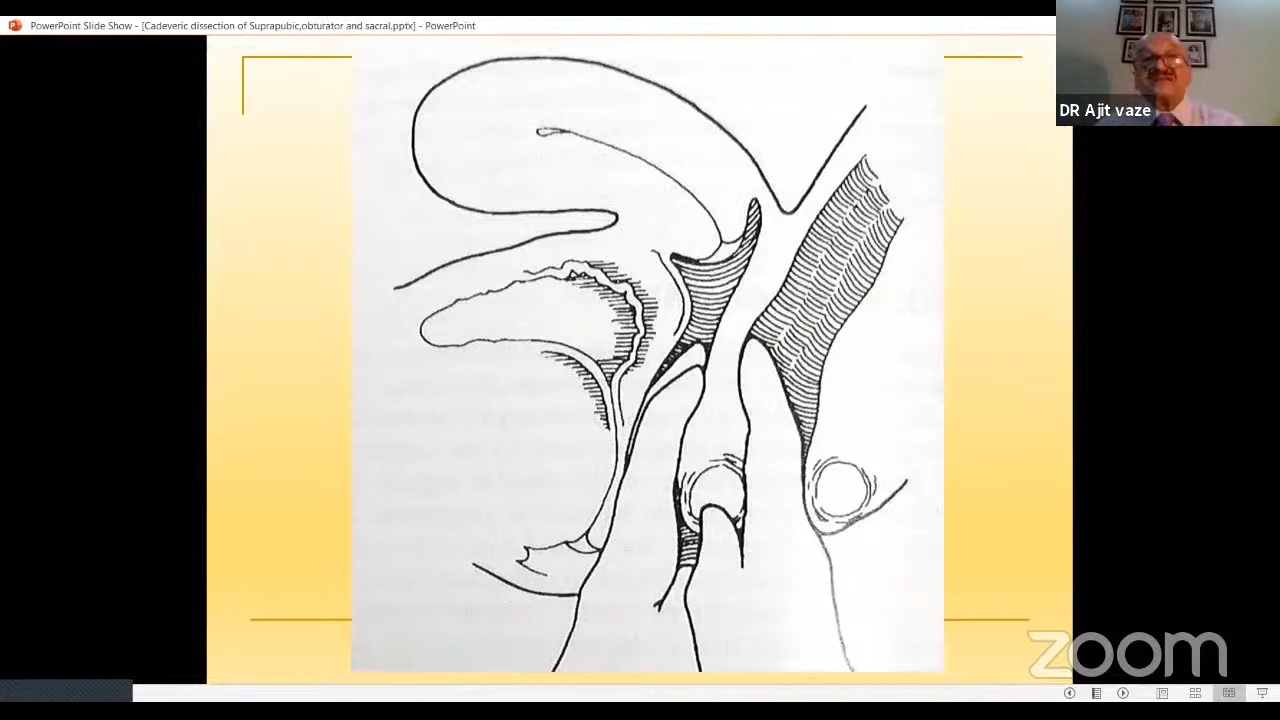 PowerPoint Slide Show - [Cadeveric dissection of Suprapubic,obturator and sacral.pptx] - PowerPoint
DR Ajit vaze
zoom